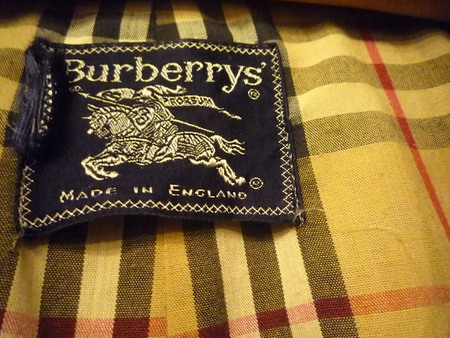 Burberrys'
®
PRORSUM
MADE IN ENGLAND
©